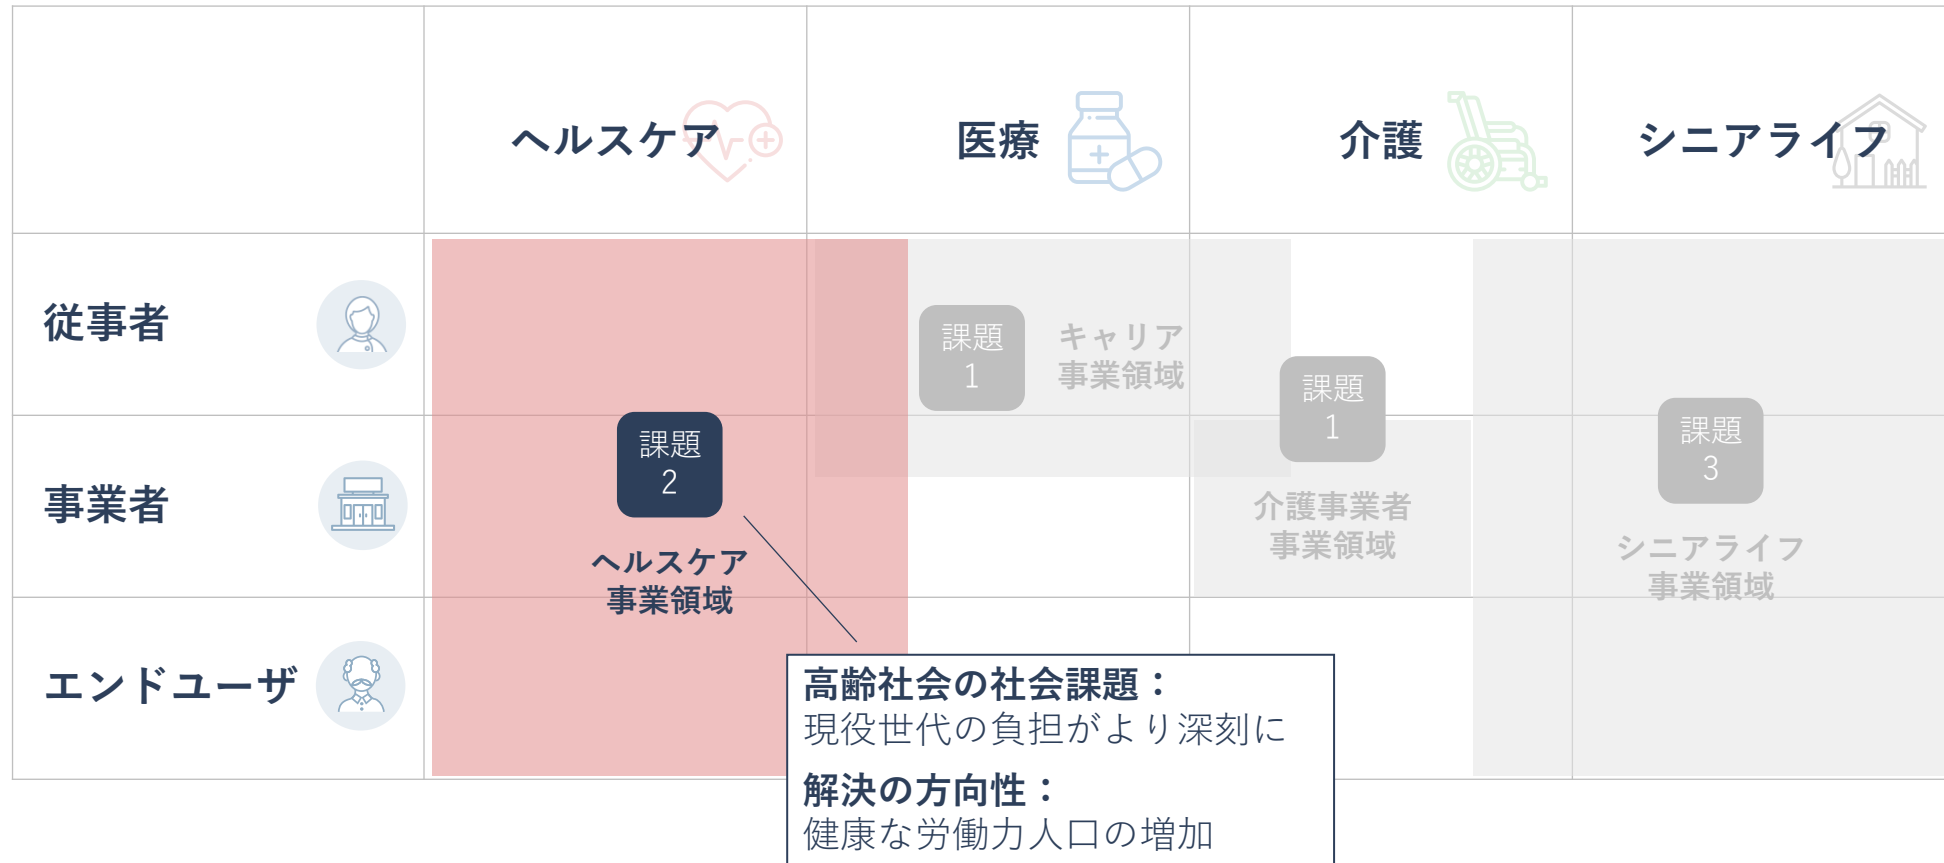 ヘルスケア
医療
介護
シニアライフ
従事者
課題
1
キャリア
事業領域
課題
1
事業者
課題
2
ヘルスケア
事業領域
介護事業者
事業領域
課題
3
シニアライフ
事業領域
エンドユーザ
高齢社会の社会課題：
現役世代の負担がより深刻に
解決の方向性：
健康な労働力人口の増加